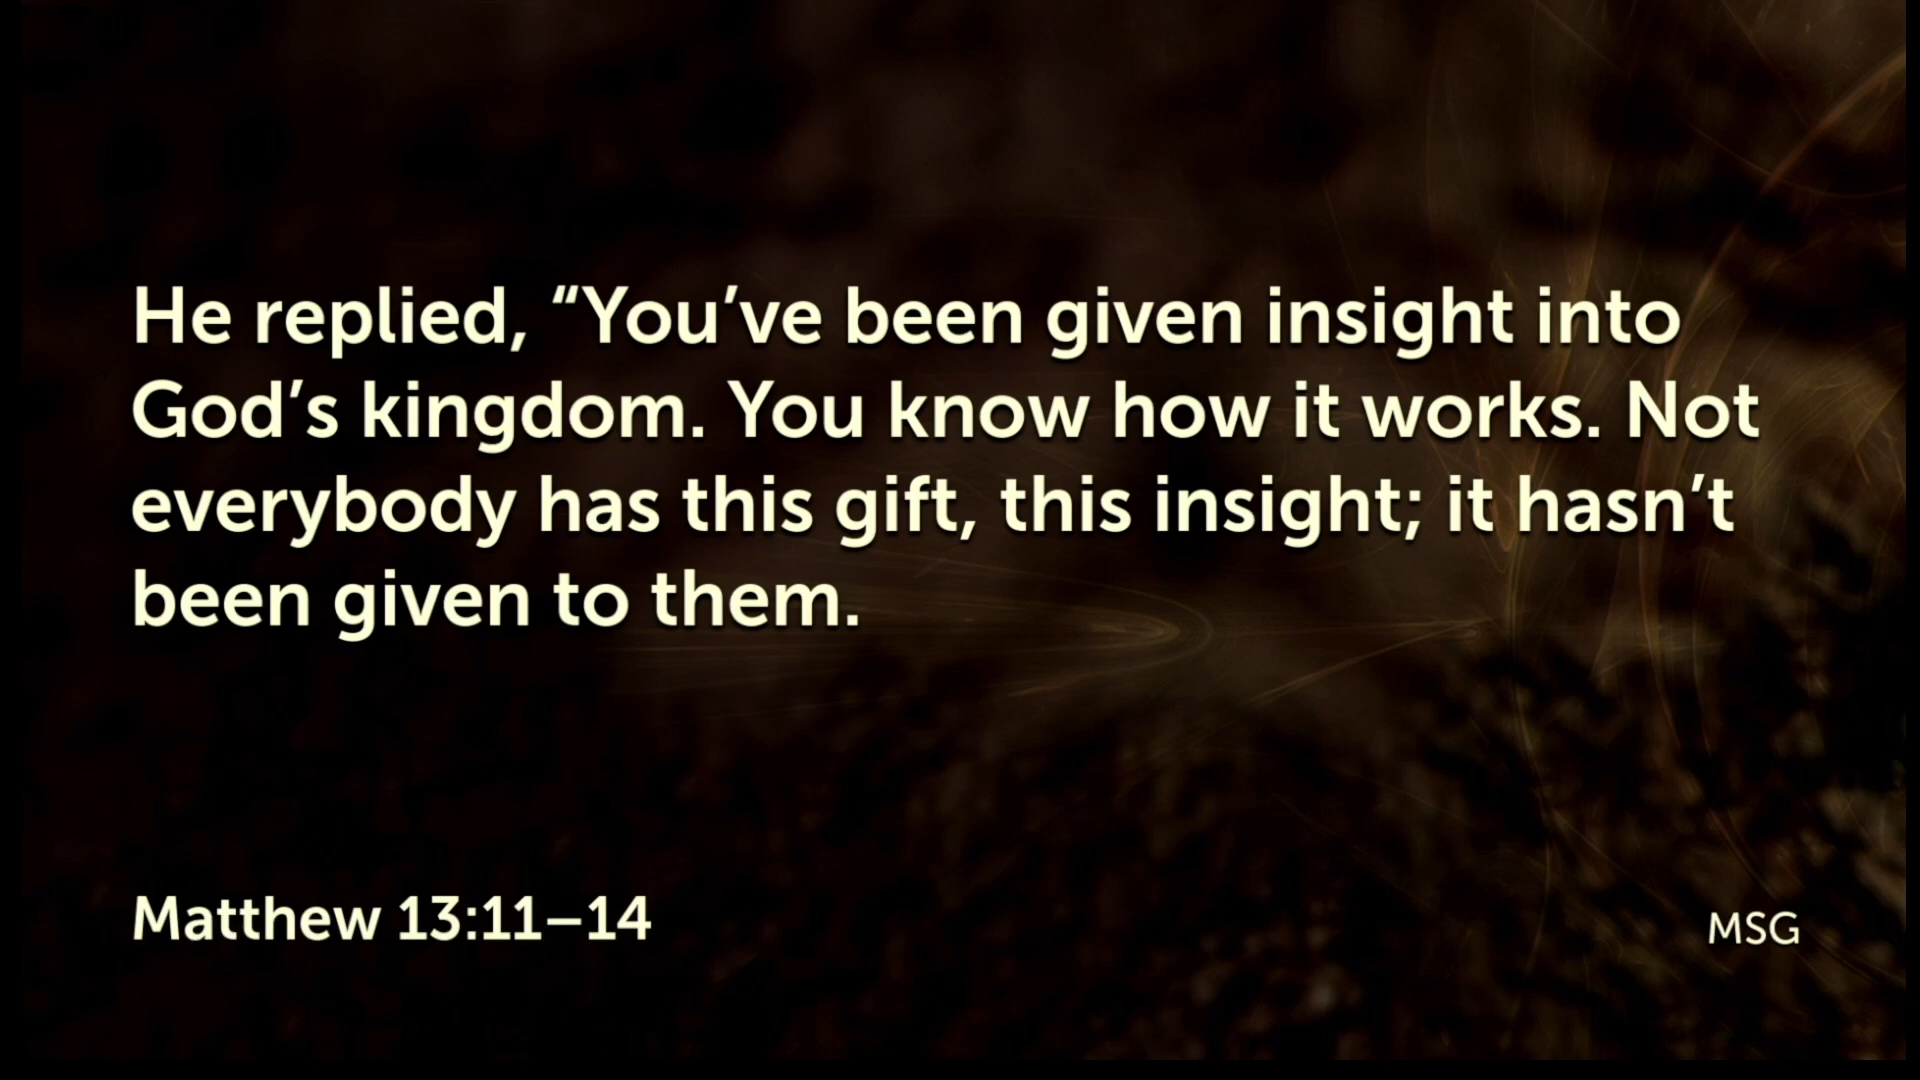 He replied, “You’ve been given insight into
God’s kingdom. You know how it works. Not
everybody has this gift, this insight; it hasn’t
been given to them.
Matthew 13:11–14
MSG